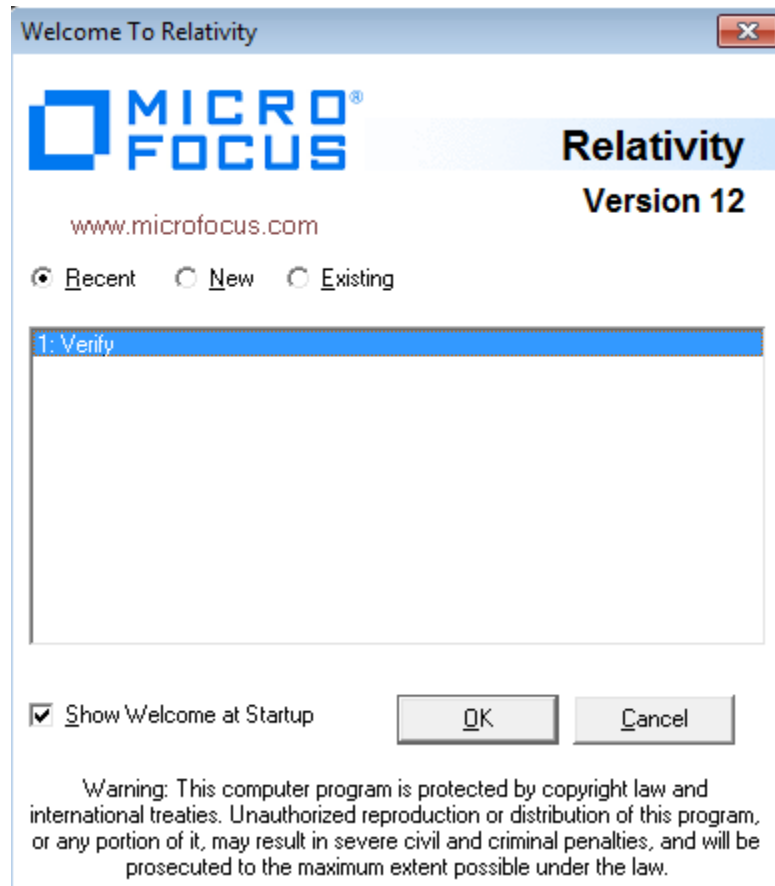 Welcome To Relativity
MICRO®
FOCUS
Relativity
Version 12
www.microfocus.com
Recent New Existing
1: Verify
Show Welcome at Startup OK Cancel
Warning: This computer program is protected by copyright law and
international treaties. Unauthorized reproduction or distribution of this program,
or any portion of it, may result in severe civil and criminal penalties, and will be
prosecuted to the maximum extent possible under the law.